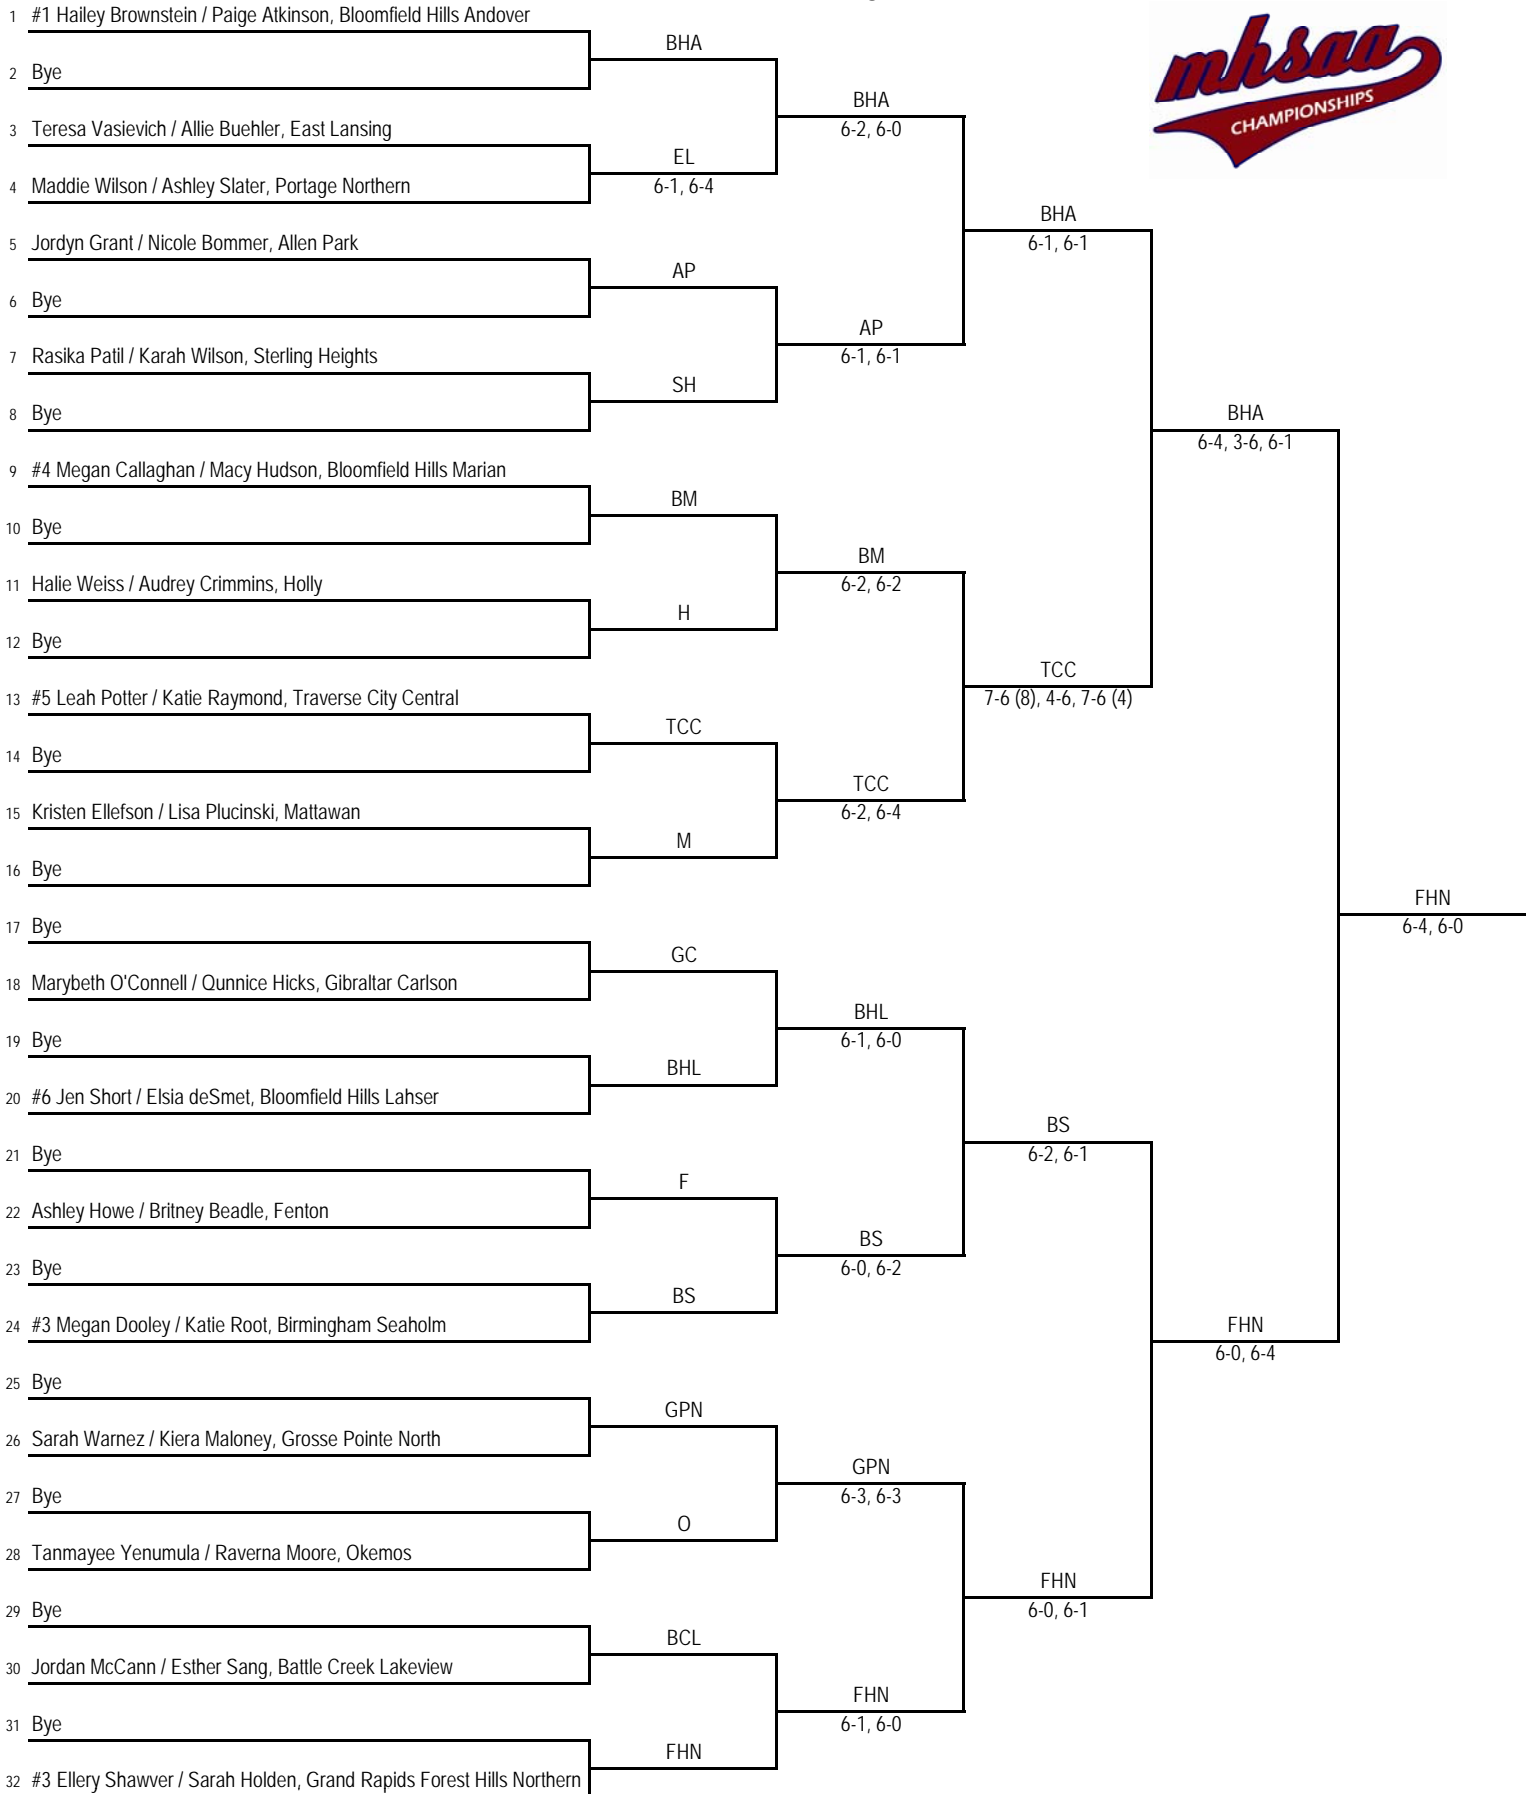 1 #1 Hailey Brownstein / Paige Atkinson, Bloomfield Hills Andover
mhsaa
CHAMPIONSHIPS
BHA
2 Bye
BHA
6-2, 6-0
3 Teresa Vasievich / Allie Buehler, East Lansing
EL
6-1, 6-4
4 Maddie Wilson / Ashley Slater, Portage Northern
BHA
6-1, 6-1
5 Jordyn Grant / Nicole Bommer, Allen Park
AP
6 Bye
AP
6-1, 6-1
7 Rasika Patil / Karah Wilson, Sterling Heights
SH
8 Bye
BHA
6-4, 3-6, 6-1
9 #4 Megan Callaghan / Macy Hudson, Bloomfield Hills Marian
BM
10 Bye
BM
6-2, 6-2
11 Halie Weiss / Audrey Crimmins, Holly
H
12 Bye
TCC
7-6 (8), 4-6, 7-6 (4)
13 #5 Leah Potter / Katie Raymond, Traverse City Central
TCC
14 Bye
TCC
6-2, 6-4
15 Kristen Ellefson / Lisa Plucinski, Mattawan
M
16 Bye
FHN
6-4, 6-0
17 Bye
GC
18 Marybeth O'Connell / Qunnice Hicks, Gibraltar Carlson
BHL
6-1, 6-0
19 Bye
BHL
20 #6 Jen Short / Elsia deSmet, Bloomfield Hills Lahser
BS
6-2, 6-1
21 Bye
F
22 Ashley Howe / Britney Beadle, Fenton
BS
6-0, 6-2
23 Bye
BS
24 #3 Megan Dooley / Katie Root, Birmingham Seaholm
FHN
6-0, 6-4
25 Bye
GPN
26 Sarah Warnez / Kiera Maloney, Grosse Pointe North
GPN
6-3, 6-3
27 Bye
O
28 Tanmayee Yenumula / Raverna Moore, Okemos
FHN
6-0, 6-1
29 Bye
BCL
30 Jordan McCann / Esther Sang, Battle Creek Lakeview
FHN
6-1, 6-0
31 Bye
FHN
32 #3 Ellery Shawver / Sarah Holden, Grand Rapids Forest Hills Northern